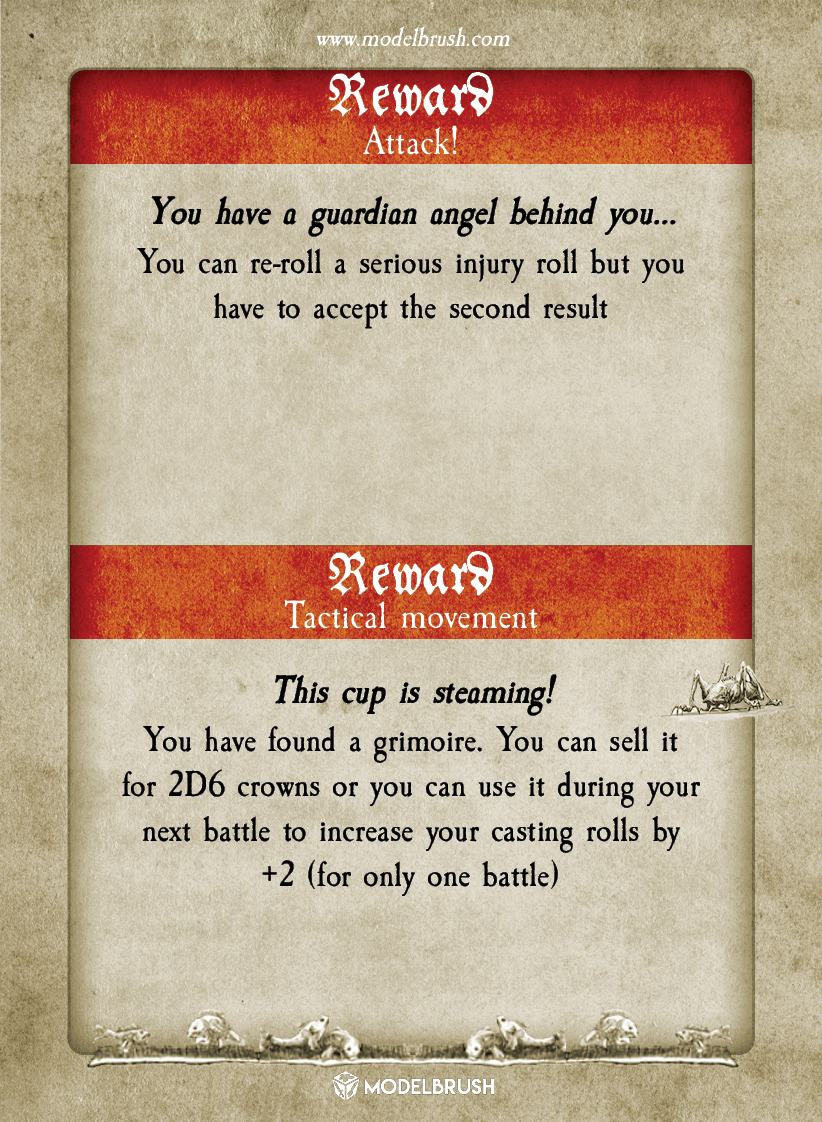 www.modelbrush.com
Reward
Attack!
You have a guardian angel behind you...
You can re-roll a serious injury roll but you
have to accept the second result
Reward
Tactical movement
This cup is steaming!
You have found a grimoire. You can sell it
for 2D6 crowns or you can use it during your
next battle to increase your casting rolls by
+2 (for only one battle)
MODELBRUSH